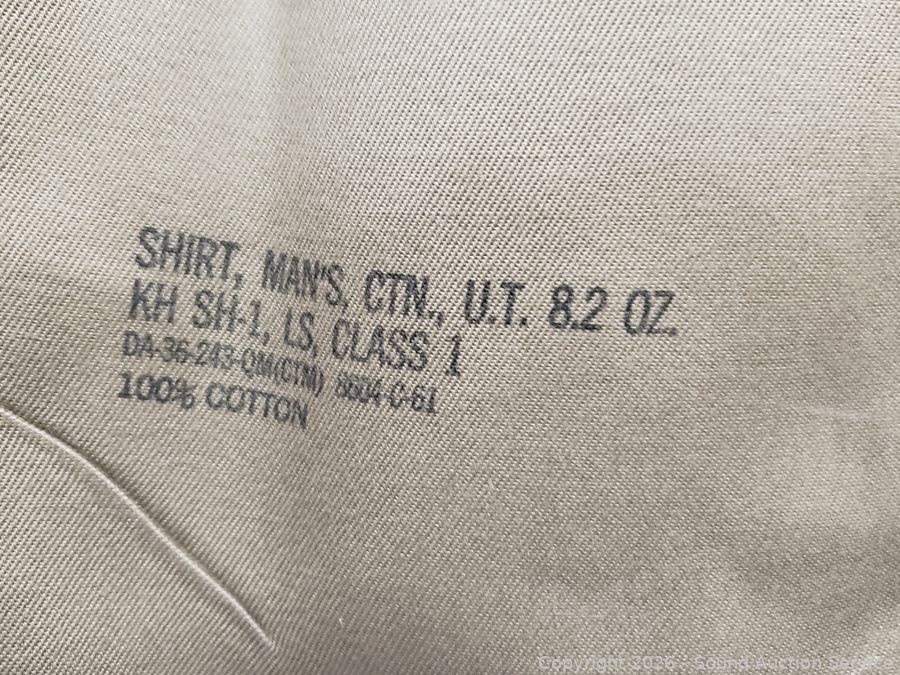 SHIRT, MAN'S, CTN., U.T. 8.2 OZ.
KH SH-1, LS, CLASS 1
DA-36-243-QM(CTM) 8604-C-61
100% COTTON
Copyright 2026 - Sound Auction Service